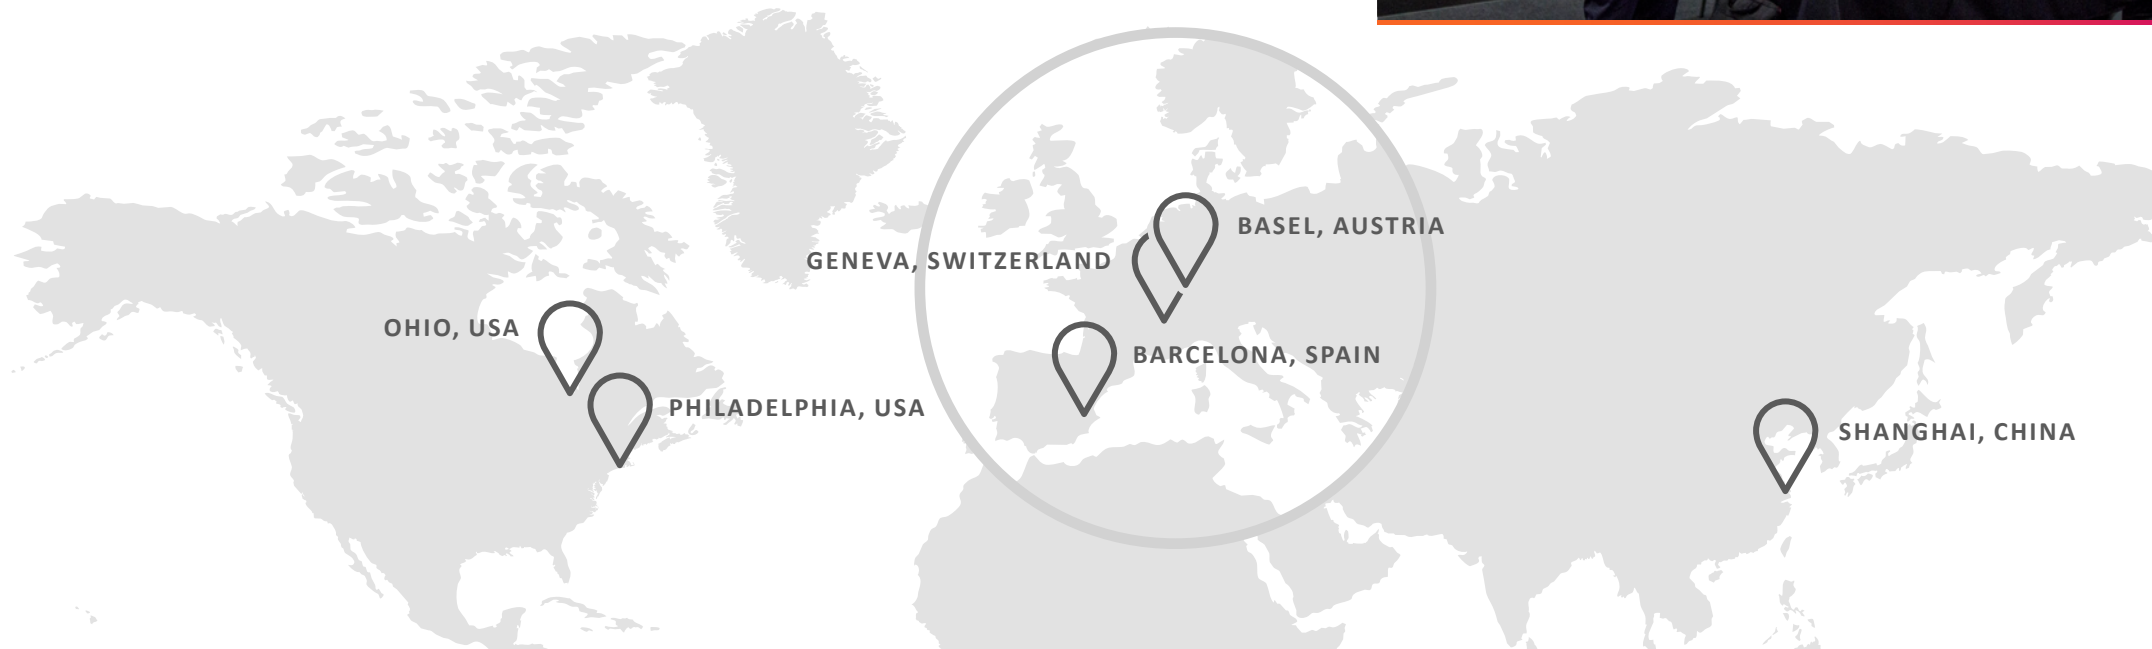 BASEL, AUSTRIA
GENEVA, SWITZERLAND
OHIO, USA
BARCELONA, SPAIN
PHILADELPHIA, USA
SHANGHAI, CHINA